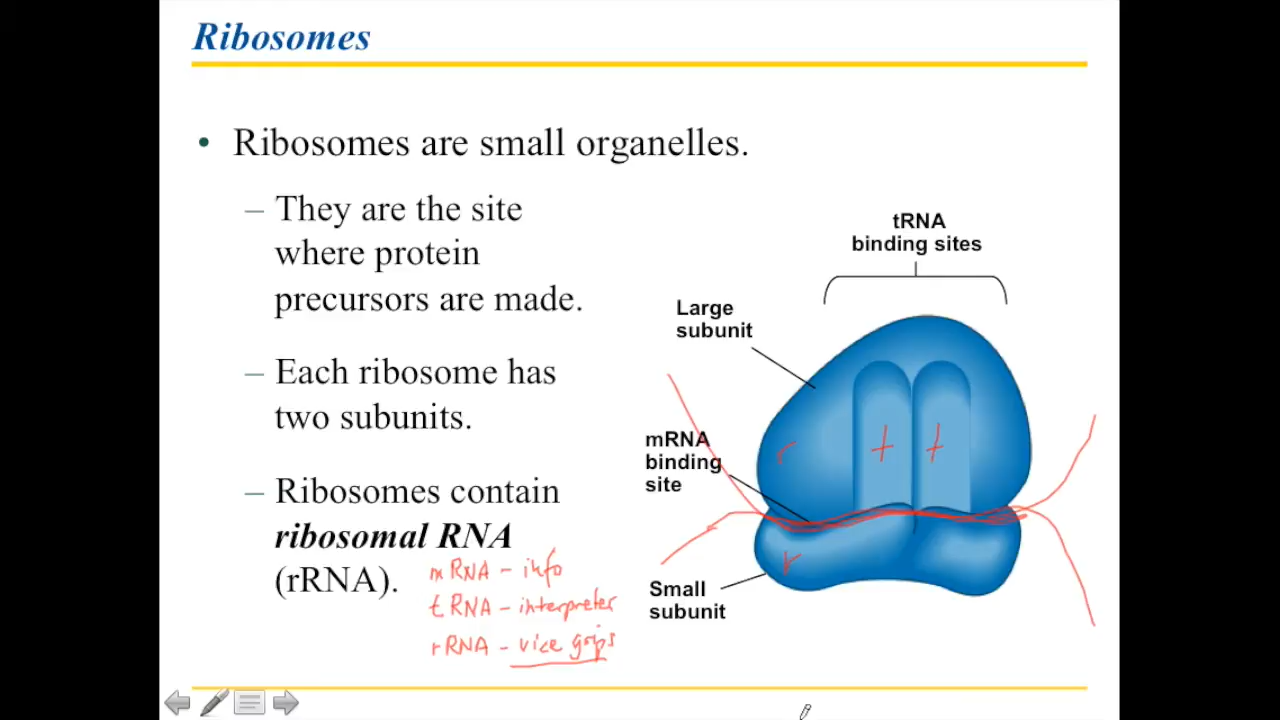 Ribosomes
• Ribosomes are small organelles.
– They are the site
where protein
precursors are made.
– Each ribosome has
two subunits.
– Ribosomes contain
ribosomal RNA
(rRNA).
mRNA – info
tRNA – interpreter
rRNA – vice grips
tRNA
binding sites
Large
subunit
mRNA
binding
site
Small
subunit
r
t t
r